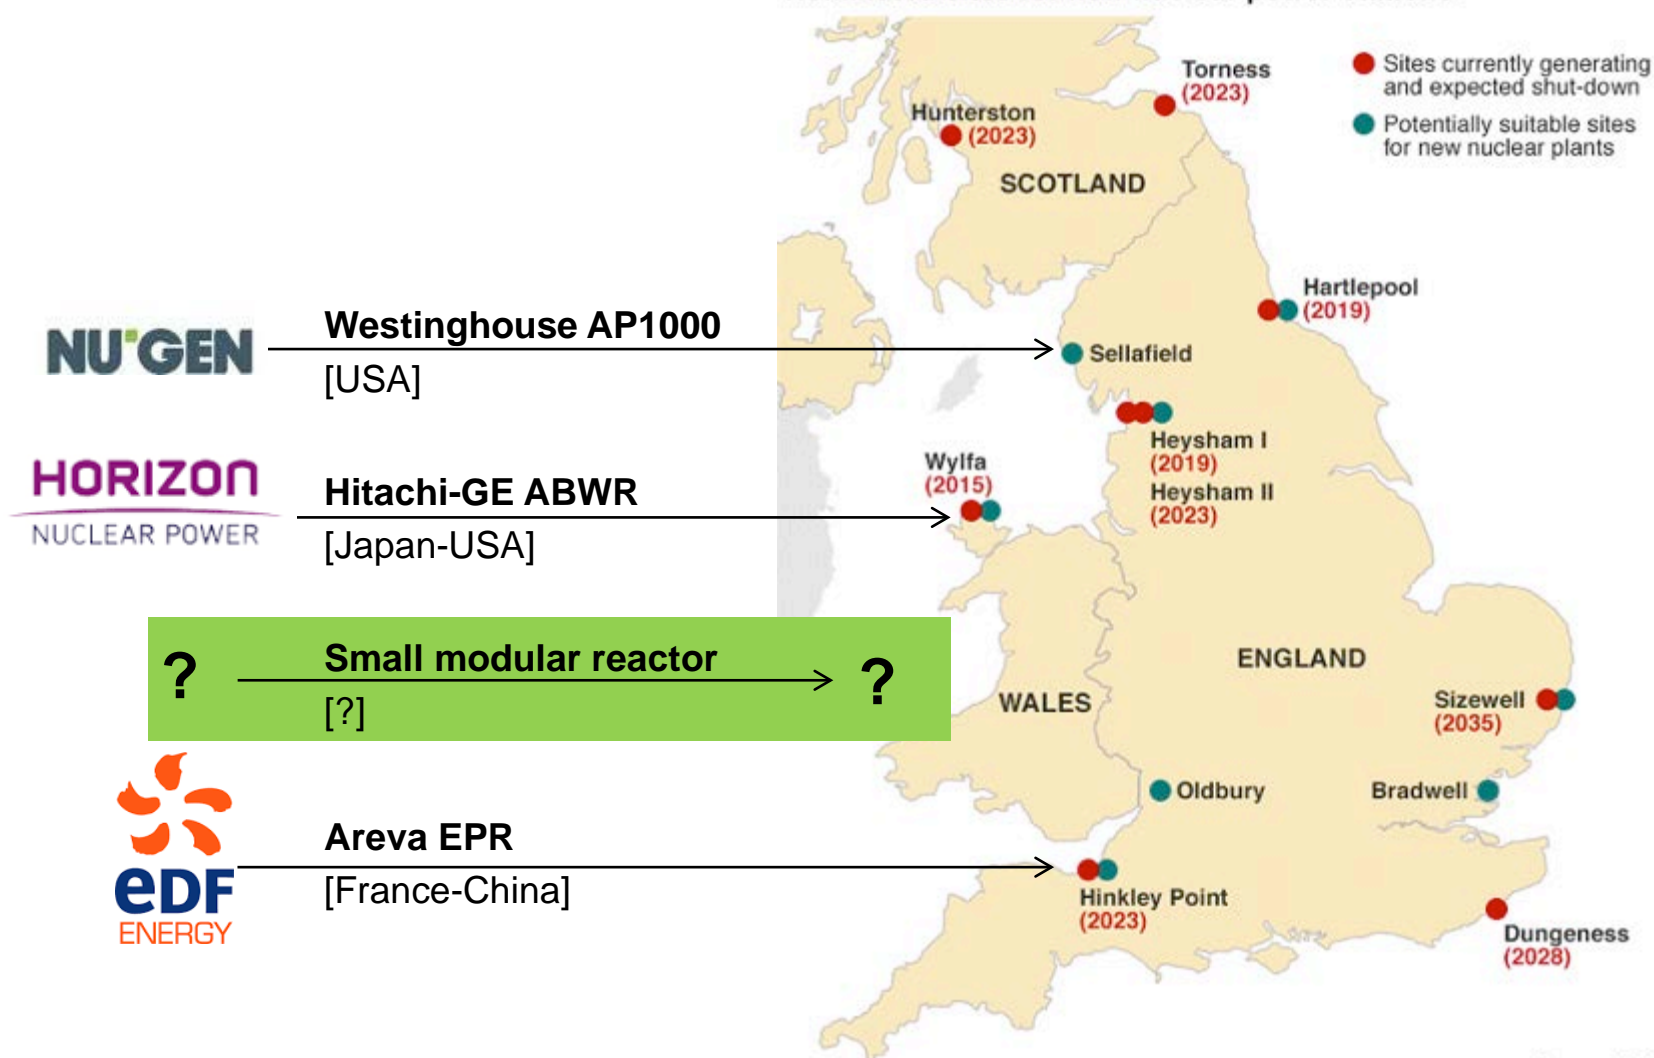 Torness
(2023)
Hunterston
(2023)
SCOTLAND
Sites currently generating
and expected shut-down
Potentially suitable sites
for new nuclear plants
Hartlepool
(2019)
NU'GEN
Westinghouse AP1000
[USA]
Sellafield
HORIZON
NUCLEAR POWER
Hitachi-GE ABWR
[Japan-USA]
Wylfa
(2015)
Heysham I
(2019)
Heysham II
(2023)
?
Small modular reactor
[?]
?
WALES
ENGLAND
Sizewell
(2035)
Oldbury
Bradwell
eDF
ENERGY
Areva EPR
[France-China]
Hinkley Point
(2023)
Dungeness
(2028)